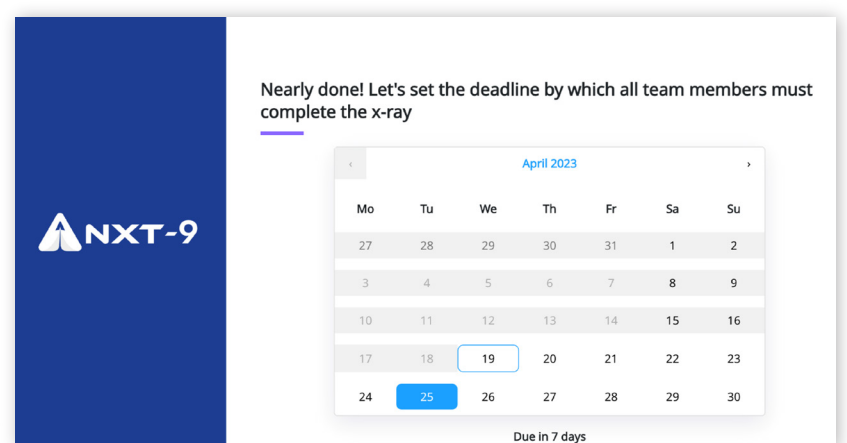 NXT-9
Nearly done! Let's set the deadline by which all team members must
complete the x-ray
‹ April 2023 ›
Mo Tu We Th Fr Sa Su
27 28 29 30 31 1 2
3 4 5 6 7 8 9
10 11 12 13 14 15 16
17 18 19 20 21 22 23
24 25 26 27 28 29 30
Due in 7 days